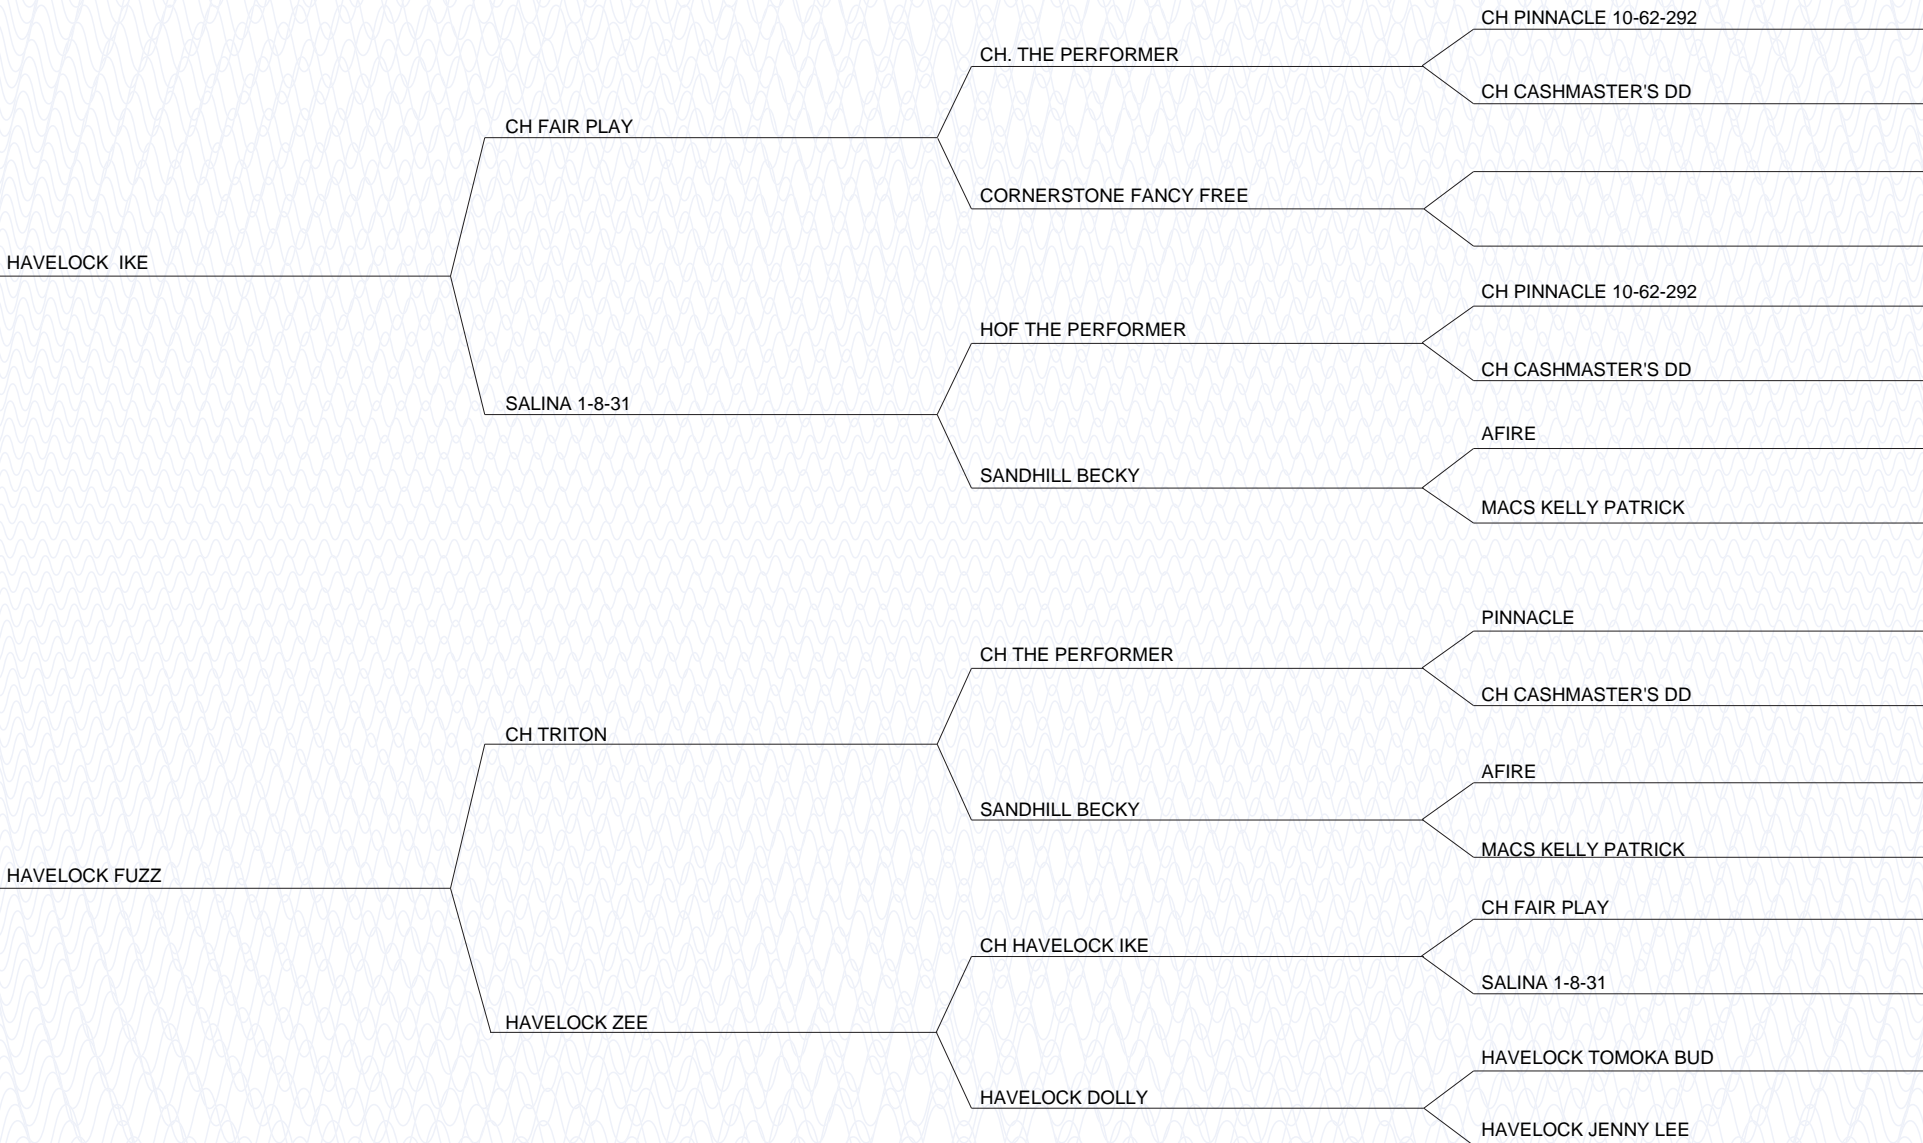 CH PINNACLE 10-62-292
CH. THE PERFORMER
CH CASHMASTER'S DD
CH FAIR PLAY
CORNERSTONE FANCY FREE
HAVELOCK  IKE
CH PINNACLE 10-62-292
HOF THE PERFORMER
CH CASHMASTER'S DD
SALINA 1-8-31
AFIRE
SANDHILL BECKY
MACS KELLY PATRICK
PINNACLE
CH THE PERFORMER
CH CASHMASTER'S DD
CH TRITON
AFIRE
SANDHILL BECKY
MACS KELLY PATRICK
HAVELOCK FUZZ
CH FAIR PLAY
CH HAVELOCK IKE
SALINA 1-8-31
HAVELOCK ZEE
HAVELOCK TOMOKA BUD
HAVELOCK DOLLY
HAVELOCK JENNY LEE